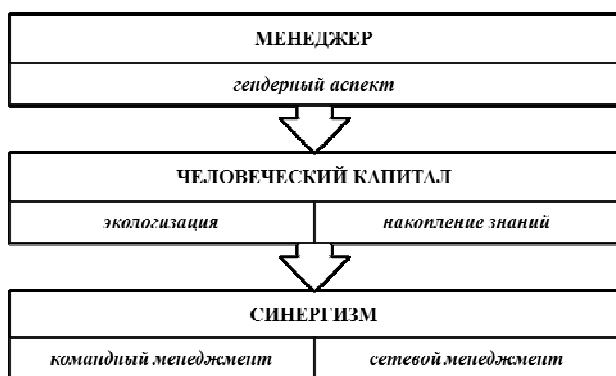 МЕНЕДЖЕР
гендерный аспект
ЧЕЛОВЕЧЕСКИЙ КАПИТАЛ
экологизация накопление знаний
СИНЕРГИЗМ
командный менеджмент сетевой менеджмент